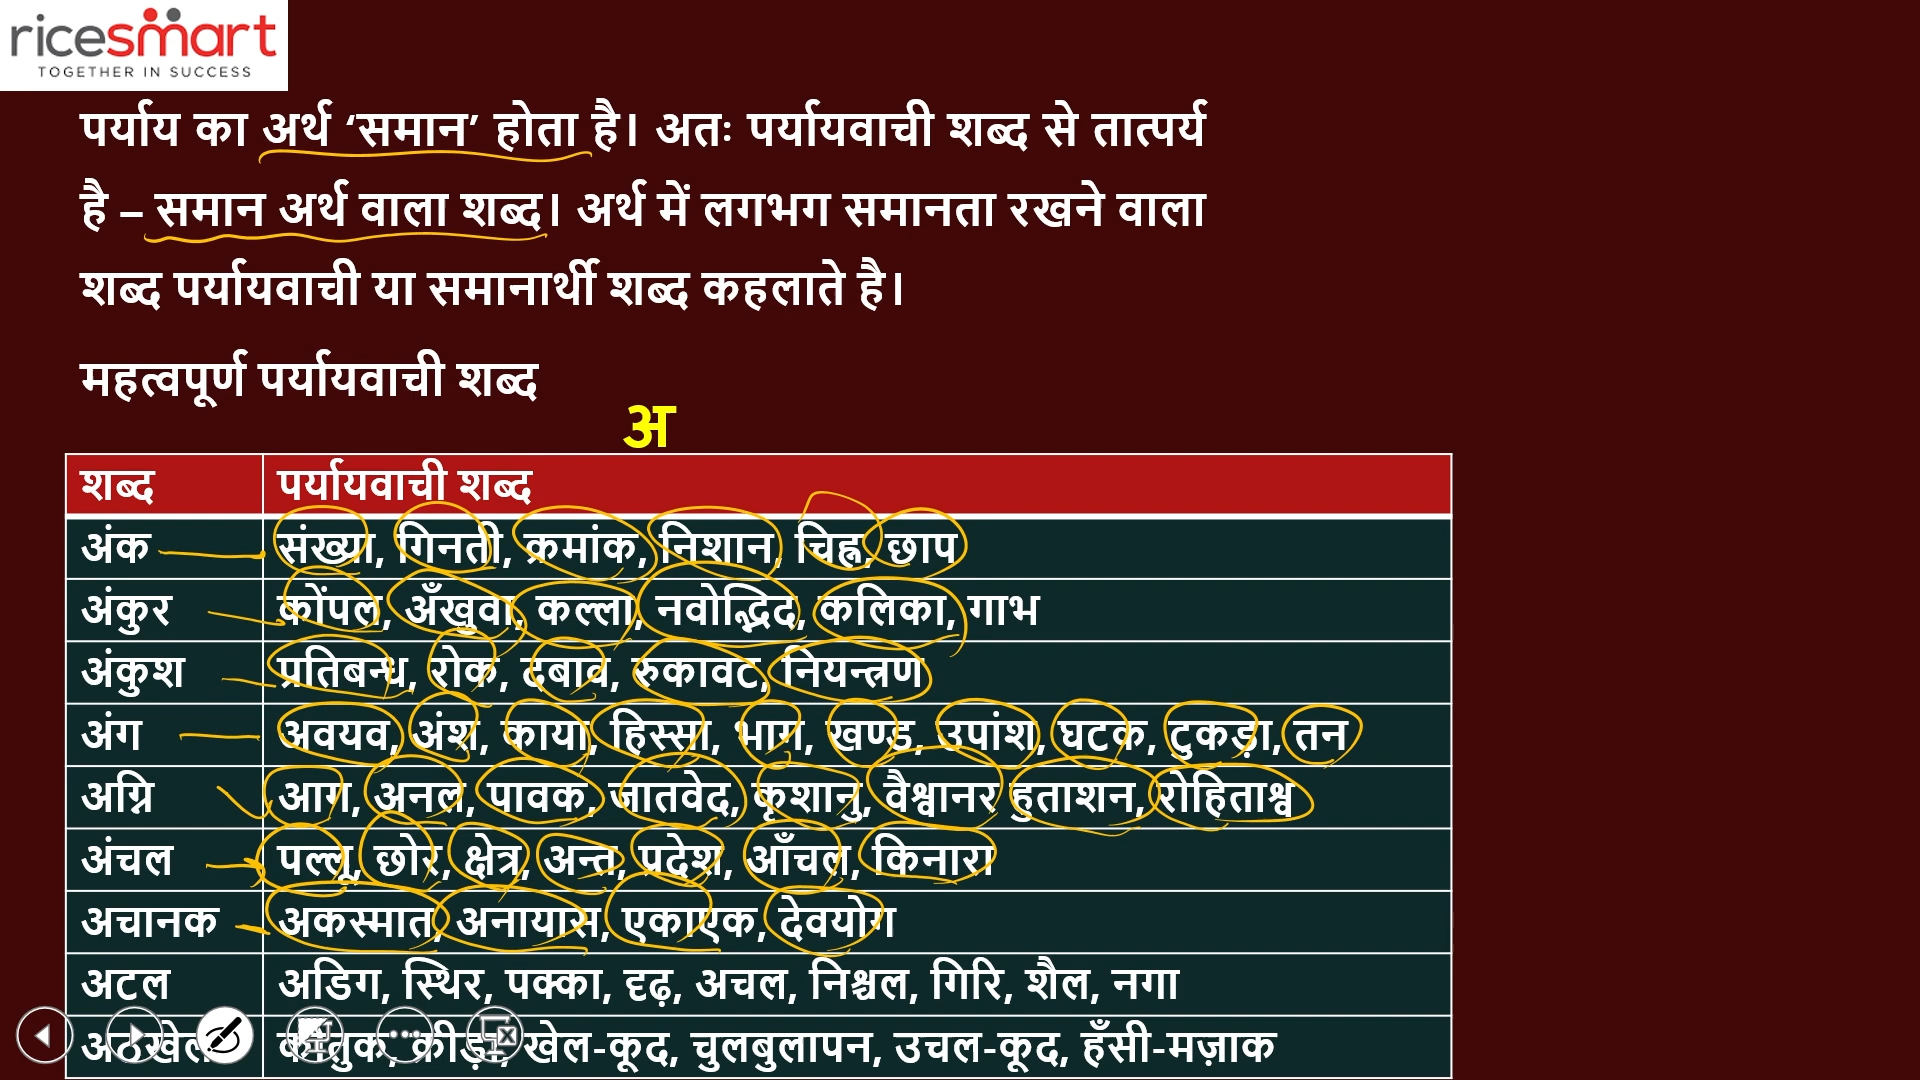 ricesmart
TOGETHER IN SUCCESS
पर्याय का अर्थ ‘समान’ होता है। अतः पर्यायवाची शब्द से तात्पर्य
है – समान अर्थ वाला शब्द। अर्थ में लगभग समानता रखने वाला
शब्द पर्यायवाची या समानार्थी शब्द कहलाते है।
महत्वपूर्ण पर्यायवाची शब्द
अ
शब्द पर्यायवाची शब्द
अंक संख्या, गिनती, क्रमांक, निशान, चिह्न, छाप
अंकुर कोंपल, अँखुवा, कल्ला, नवोद्भिद, कलिका, गाभ
अंकुश प्रतिबन्ध, रोक, दबाव, रुकावट, नियन्त्रण
अंग अवयव, अंश, काया, हिस्सा, भाग, खण्ड, उपांश, घटक, टुकड़ा, तन
अग्नि आग, अनल, पावक, जातवेद, कृशानु, वैश्वानर हुताशन, रोहिताश्व
अंचल पल्लू, छोर, क्षेत्र, अन्त, प्रदेश, आँचल, किनारा
अचानक अकस्मात, अनायास, एकाएक, देवयोग
अटल अडिग, स्थिर, पक्का, दृढ़, अचल, निश्चल, गिरि, शैल, नगा
खेल-कूद, चुलबुलापन, उचल-कूद, हँसी-मज़ाक